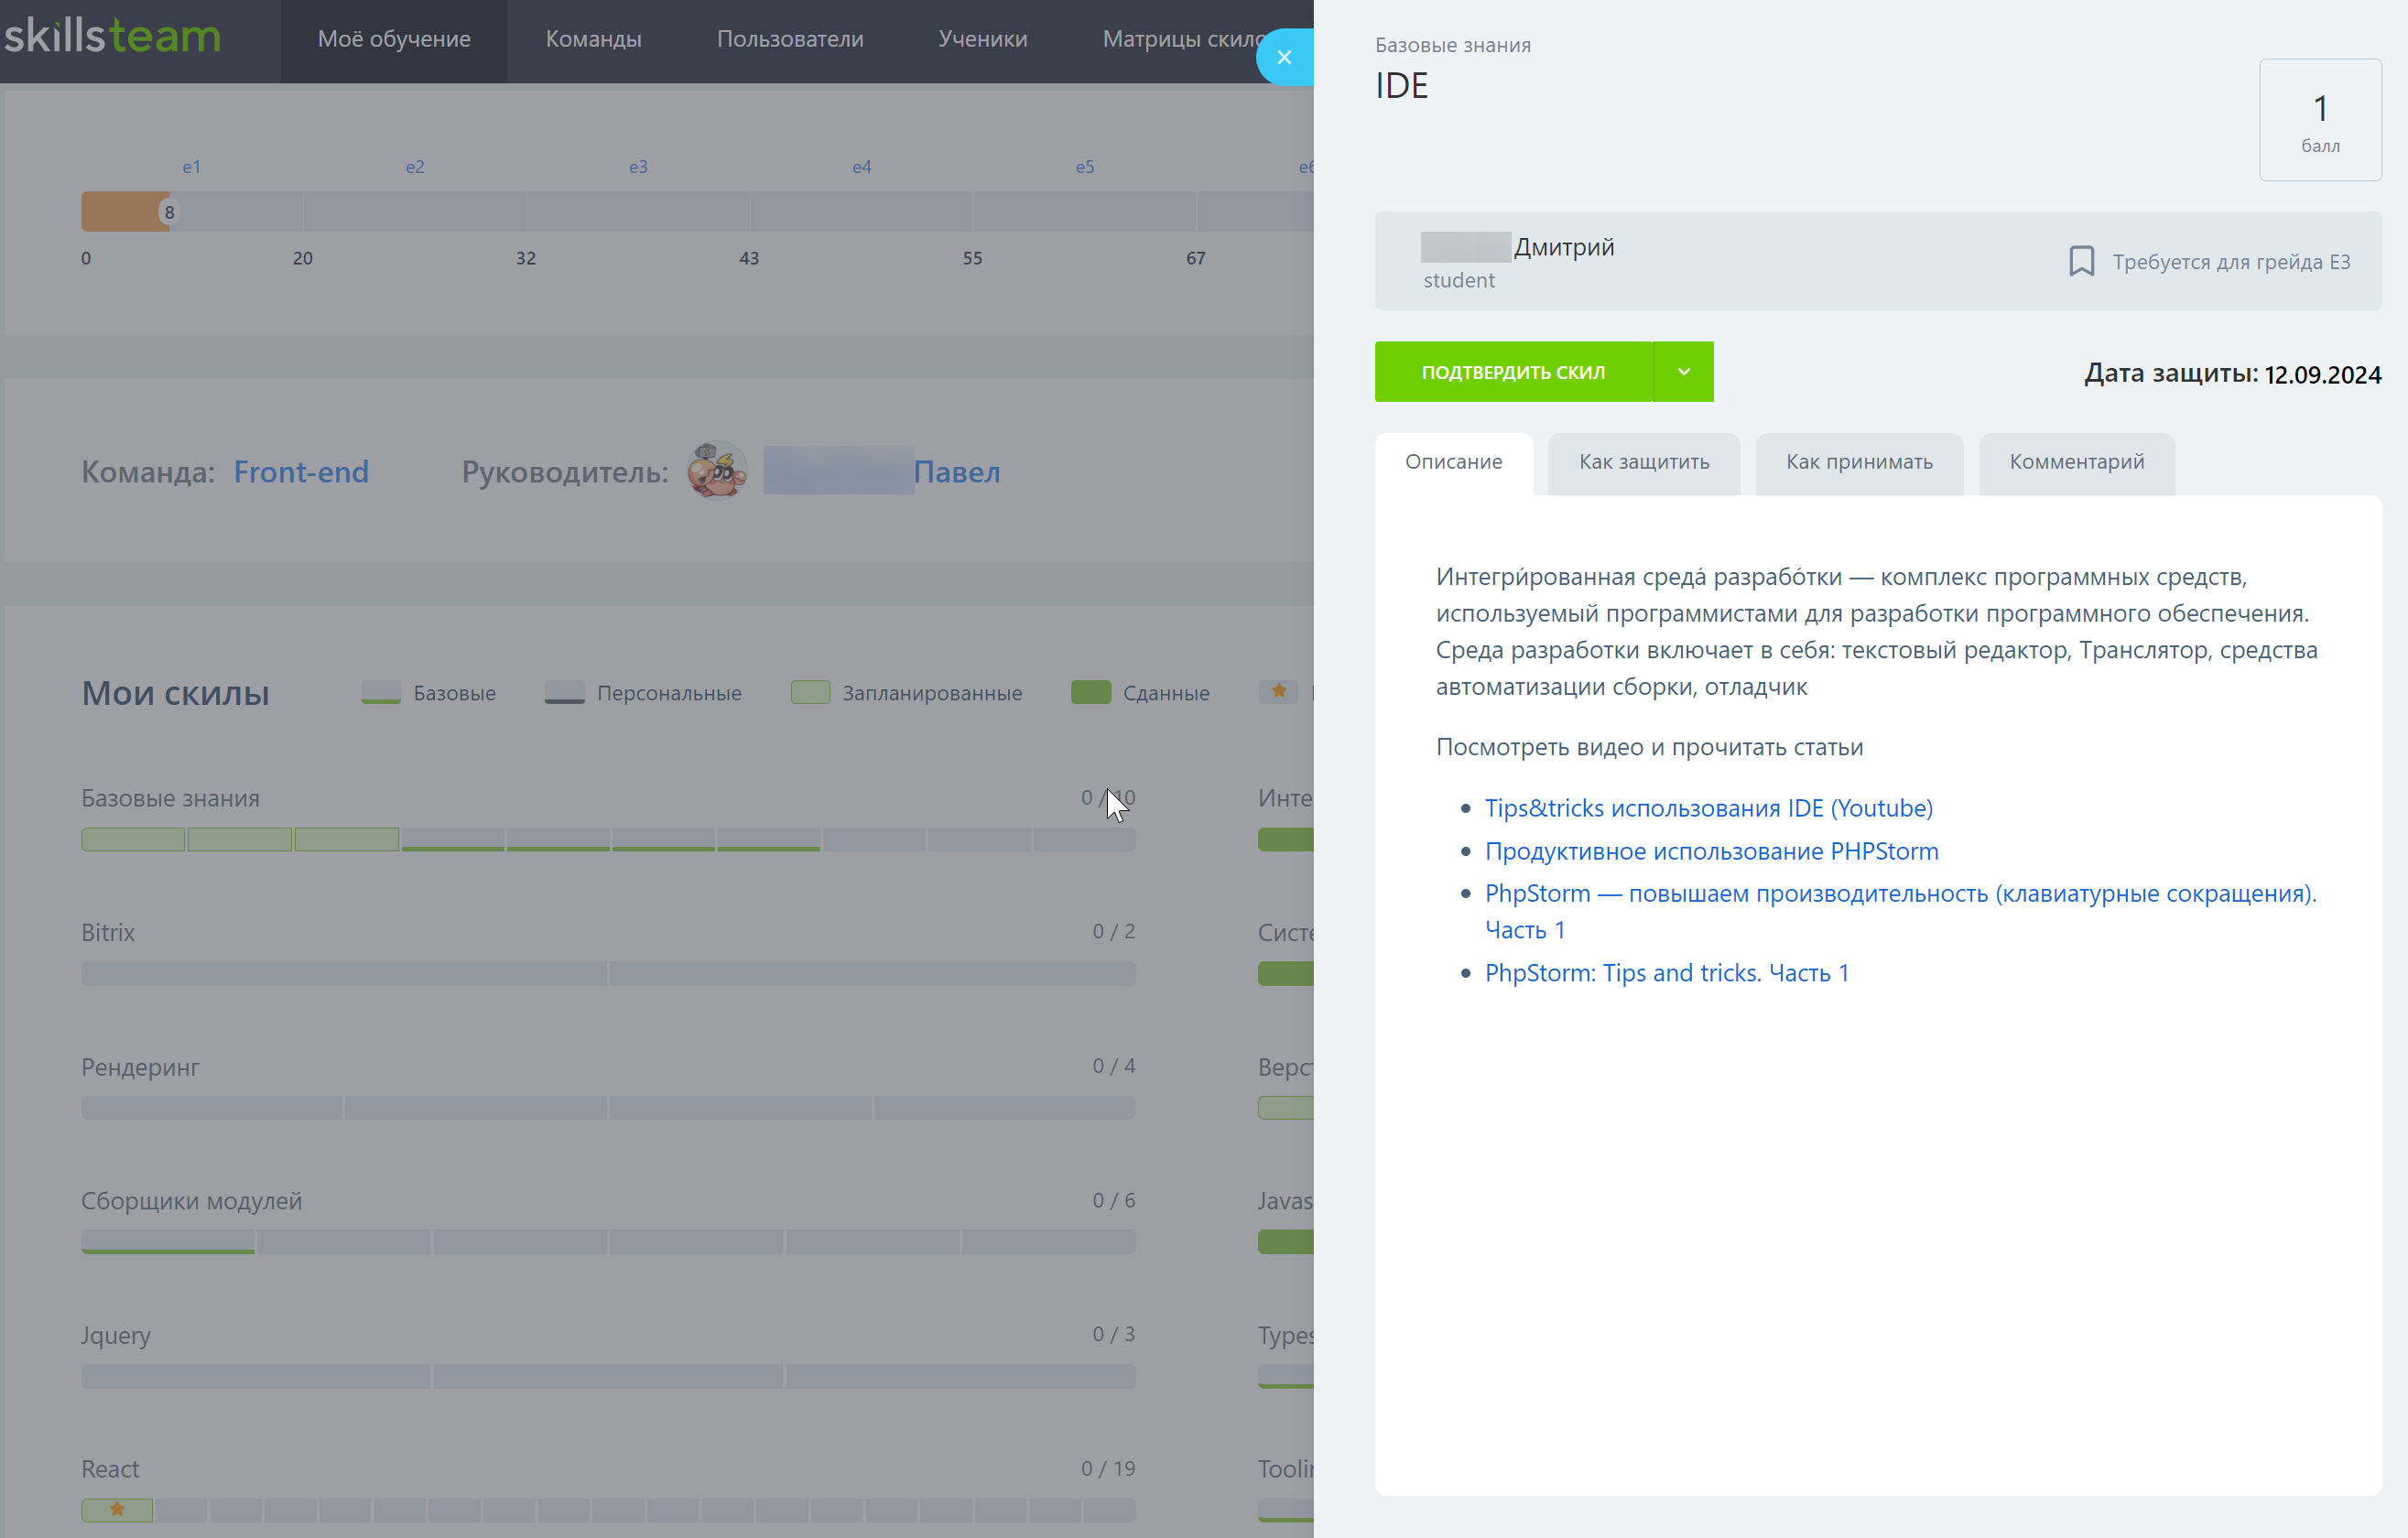 skillsteam
Моё обучение
Команды
Пользователи
Ученики
Матрицы скило
e1
e2
e3
e4
e5
e6
8
0
20
32
43
55
67
Команда: Front-end
Руководитель: Павел
Мои скилы
Базовые
Персональные
Запланированные
Сданные
Базовые знания
0 / 10
Инте
Bitrix
0 / 2
Систе
Рендеринг
0 / 4
Верст
Сборщики модулей
0 / 6
Javas
Jquery
0 / 3
Types
React
0 / 19
Toolin
Базовые знания
IDE
1
балл
Дмитрий
student
Требуется для грейда E3
ПОДТВЕРДИТЬ СКИЛ
Дата защиты: 12.09.2024
Описание
Как защитить
Как принимать
Комментарий
Интегри́рованная среда́ разрабо́тки — комплекс программных средств,
используемый программистами для разработки программного обеспечения.
Среда разработки включает в себя: текстовый редактор, Транслятор, средства
автоматизации сборки, отладчик
Посмотреть видео и прочитать статьи
Tips&tricks использования IDE (Youtube)
Продуктивное использование PHPStorm
PhpStorm — повышаем производительность (клавиатурные сокращения).
Часть 1
PhpStorm: Tips and tricks. Часть 1